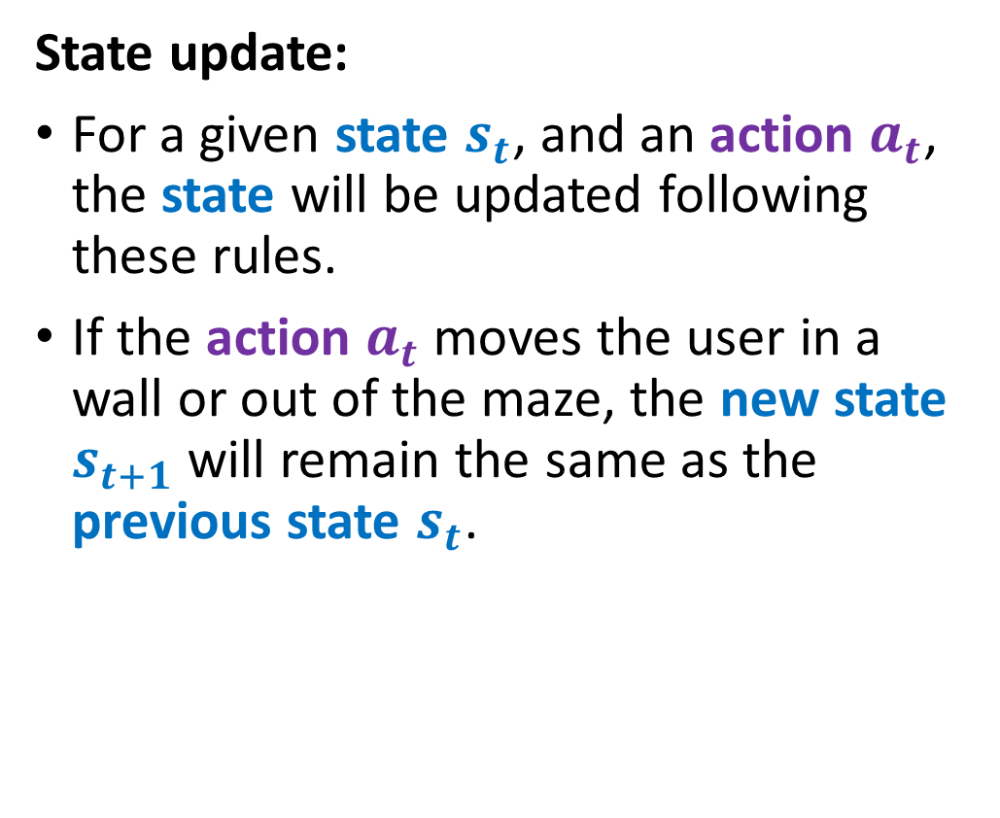 State update:
• For a given state s_t, and an action a_t,
the state will be updated following
these rules.
• If the action a_t moves the user in a
wall or out of the maze, the new state
s_{t+1} will remain the same as the
previous state s_t.